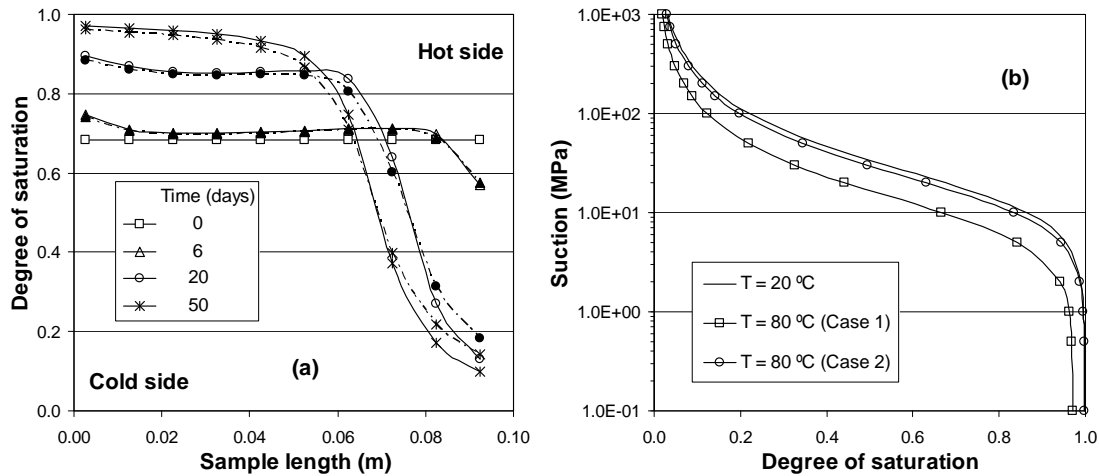 1.0
0.8
0.6
0.4
0.2
0.0
Degree of saturation
Hot side
Time (days)
0
6
20
50
(a)
Cold side
0.00 0.02 0.04 0.06 0.08 0.10
Sample length (m)
1.0E+03
1.0E+02
1.0E+01
1.0E+00
1.0E-01
Suction (MPa)
(b)
T = 20 ºC
T = 80 ºC (Case 1)
T = 80 ºC (Case 2)
0.0 0.2 0.4 0.6 0.8 1.0
Degree of saturation